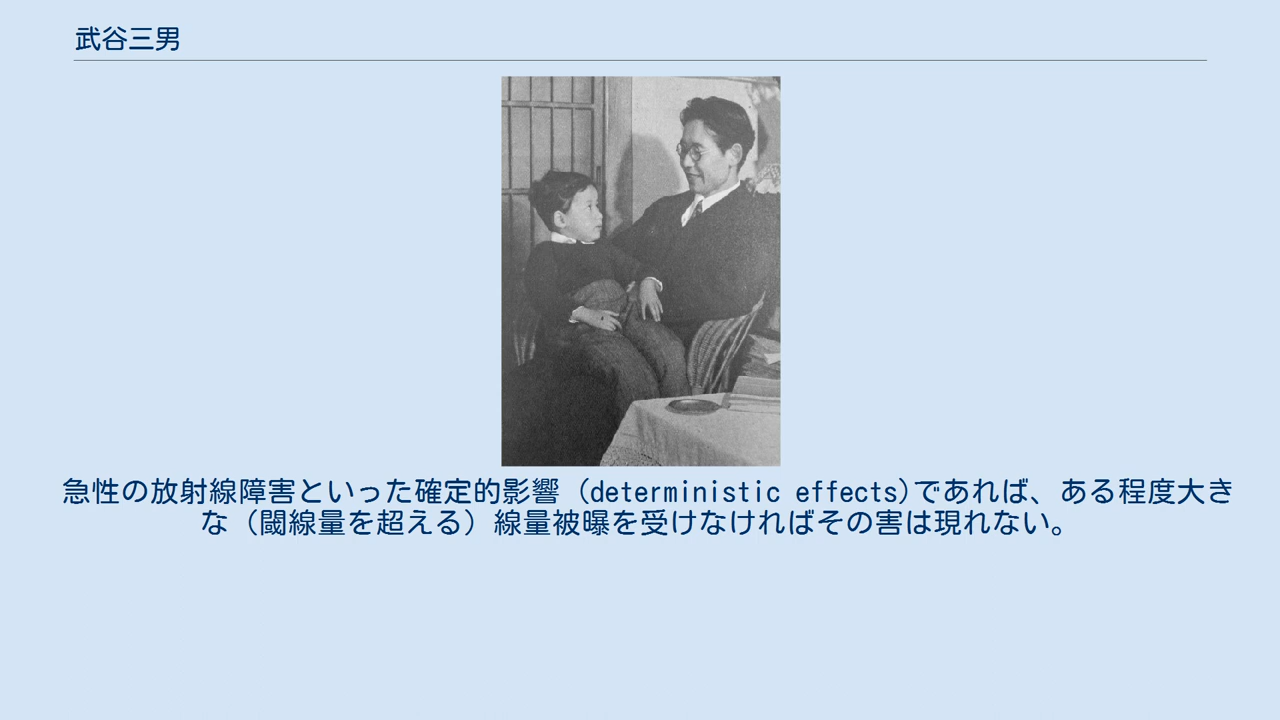 武谷三男
急性の放射線障害といった確定的影響（deterministic effects)であれば、ある程度大き
な（閾線量を超える）線量被曝を受けなければその害は現れない。